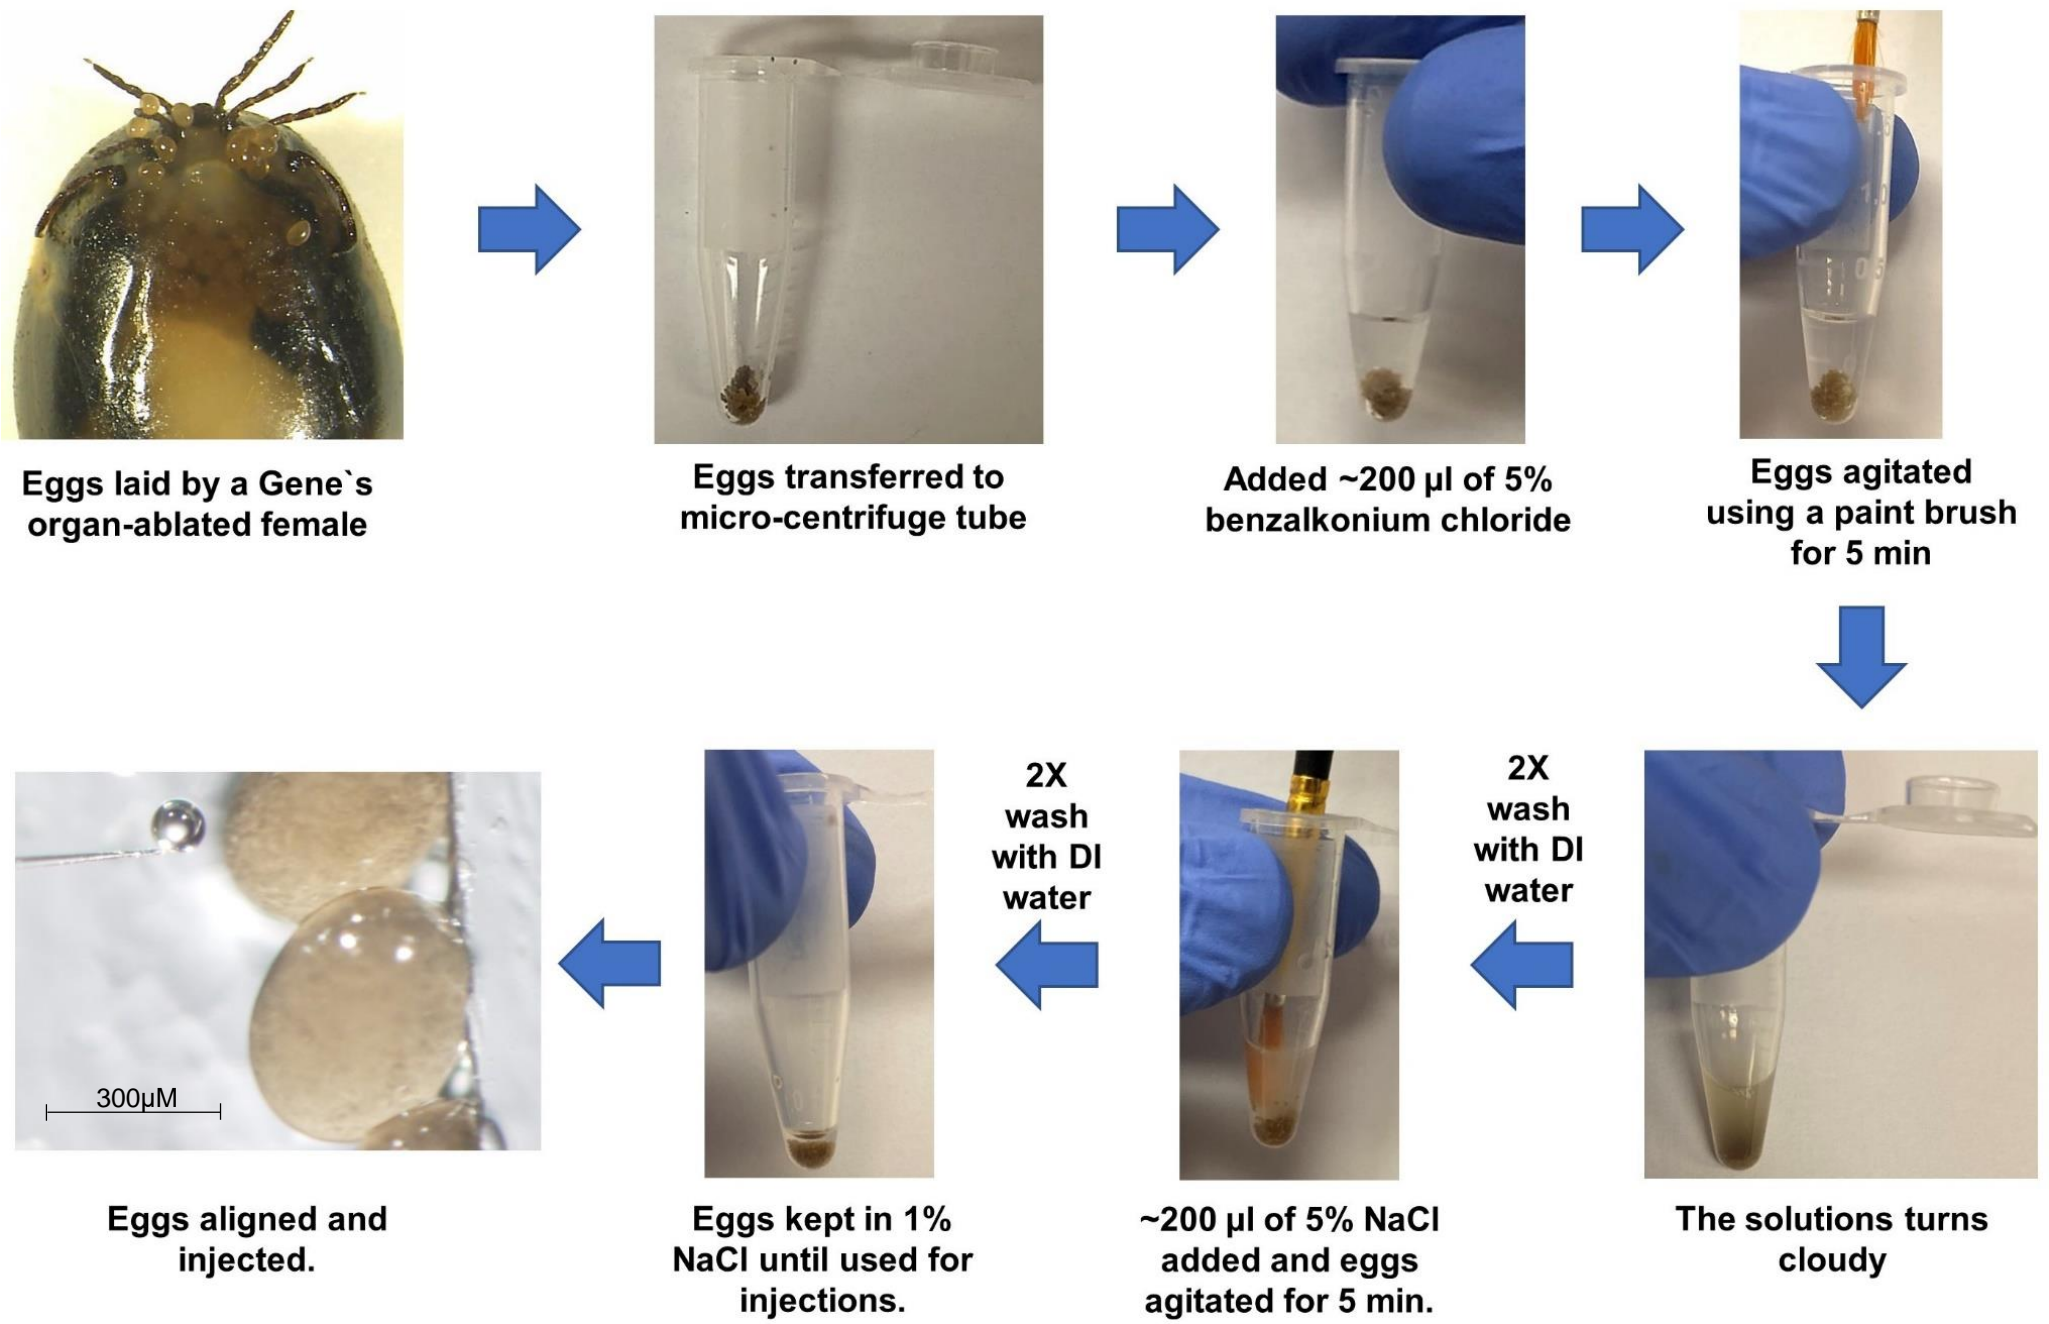 Eggs laid by a Gene`s
organ-ablated female
Eggs transferred to
micro-centrifuge tube
Added ~200 µl of 5%
benzalkonium chloride
Eggs agitated
using a paint brush
for 5 min
2X
wash
with DI
water
2X
wash
with DI
water
300µM
Eggs aligned and
injected.
Eggs kept in 1%
NaCl until used for
injections.
~200 µl of 5% NaCl
added and eggs
agitated for 5 min.
The solutions turns
cloudy